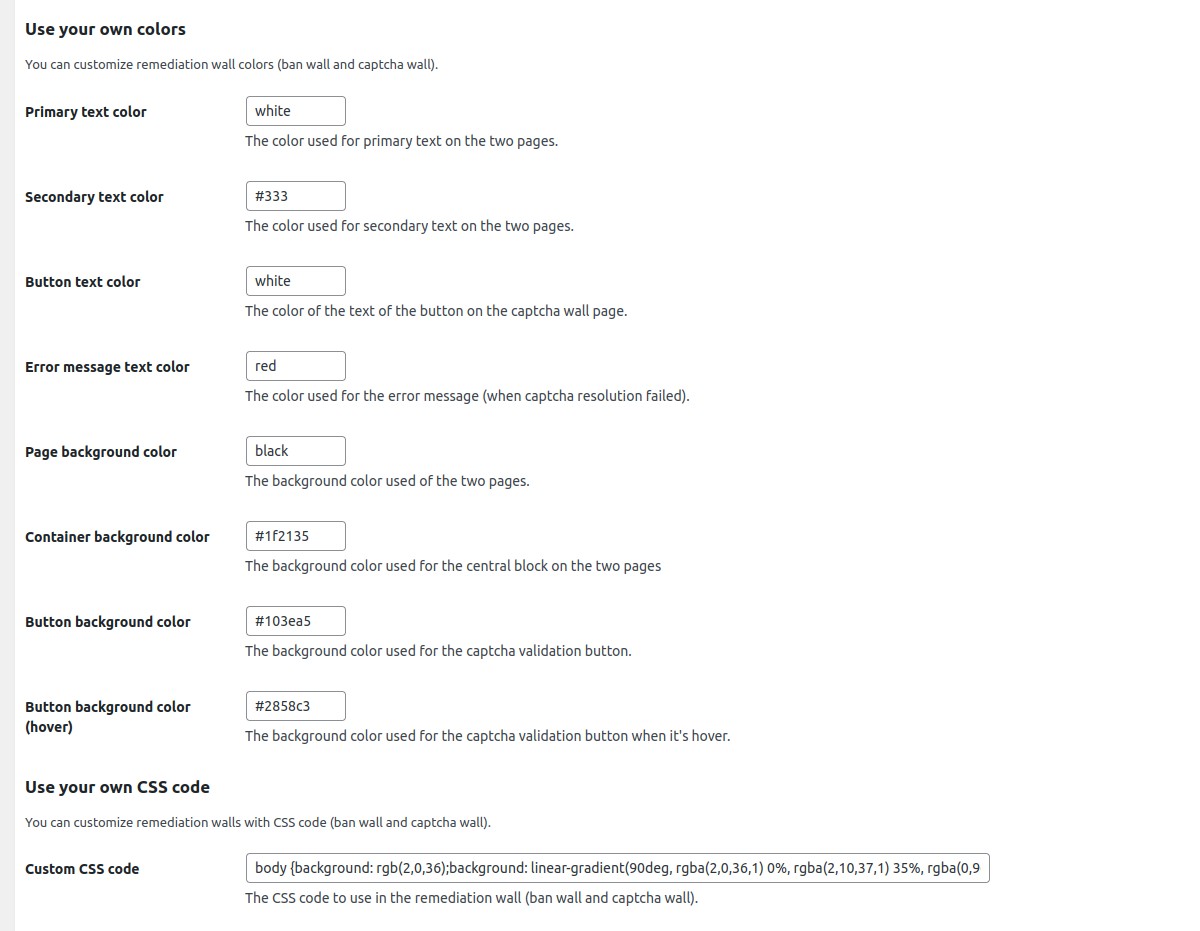 Use your own colors
You can customize remediation wall colors (ban wall and captcha wall).
Primary text color
white
The color used for primary text on the two pages.
Secondary text color
#333
The color used for secondary text on the two pages.
Button text color
white
The color of the text of the button on the captcha wall page.
Error message text color
red
The color used for the error message (when captcha resolution failed).
Page background color
black
The background color used of the two pages.
Container background color
#1f2135
The background color used for the central block on the two pages
Button background color
#103ea5
The background color used for the captcha validation button.
Button background color
(hover)
#2858c3
The background color used for the captcha validation button when it's hover.
Use your own CSS code
You can customize remediation walls with CSS code (ban wall and captcha wall).
Custom CSS code
body {background: rgb(2,0,36);background: linear-gradient(90deg, rgba(2,0,36,1) 0%, rgba(2,10,37,1) 35%, rgba(0,9
The CSS code to use in the remediation wall (ban wall and captcha wall).